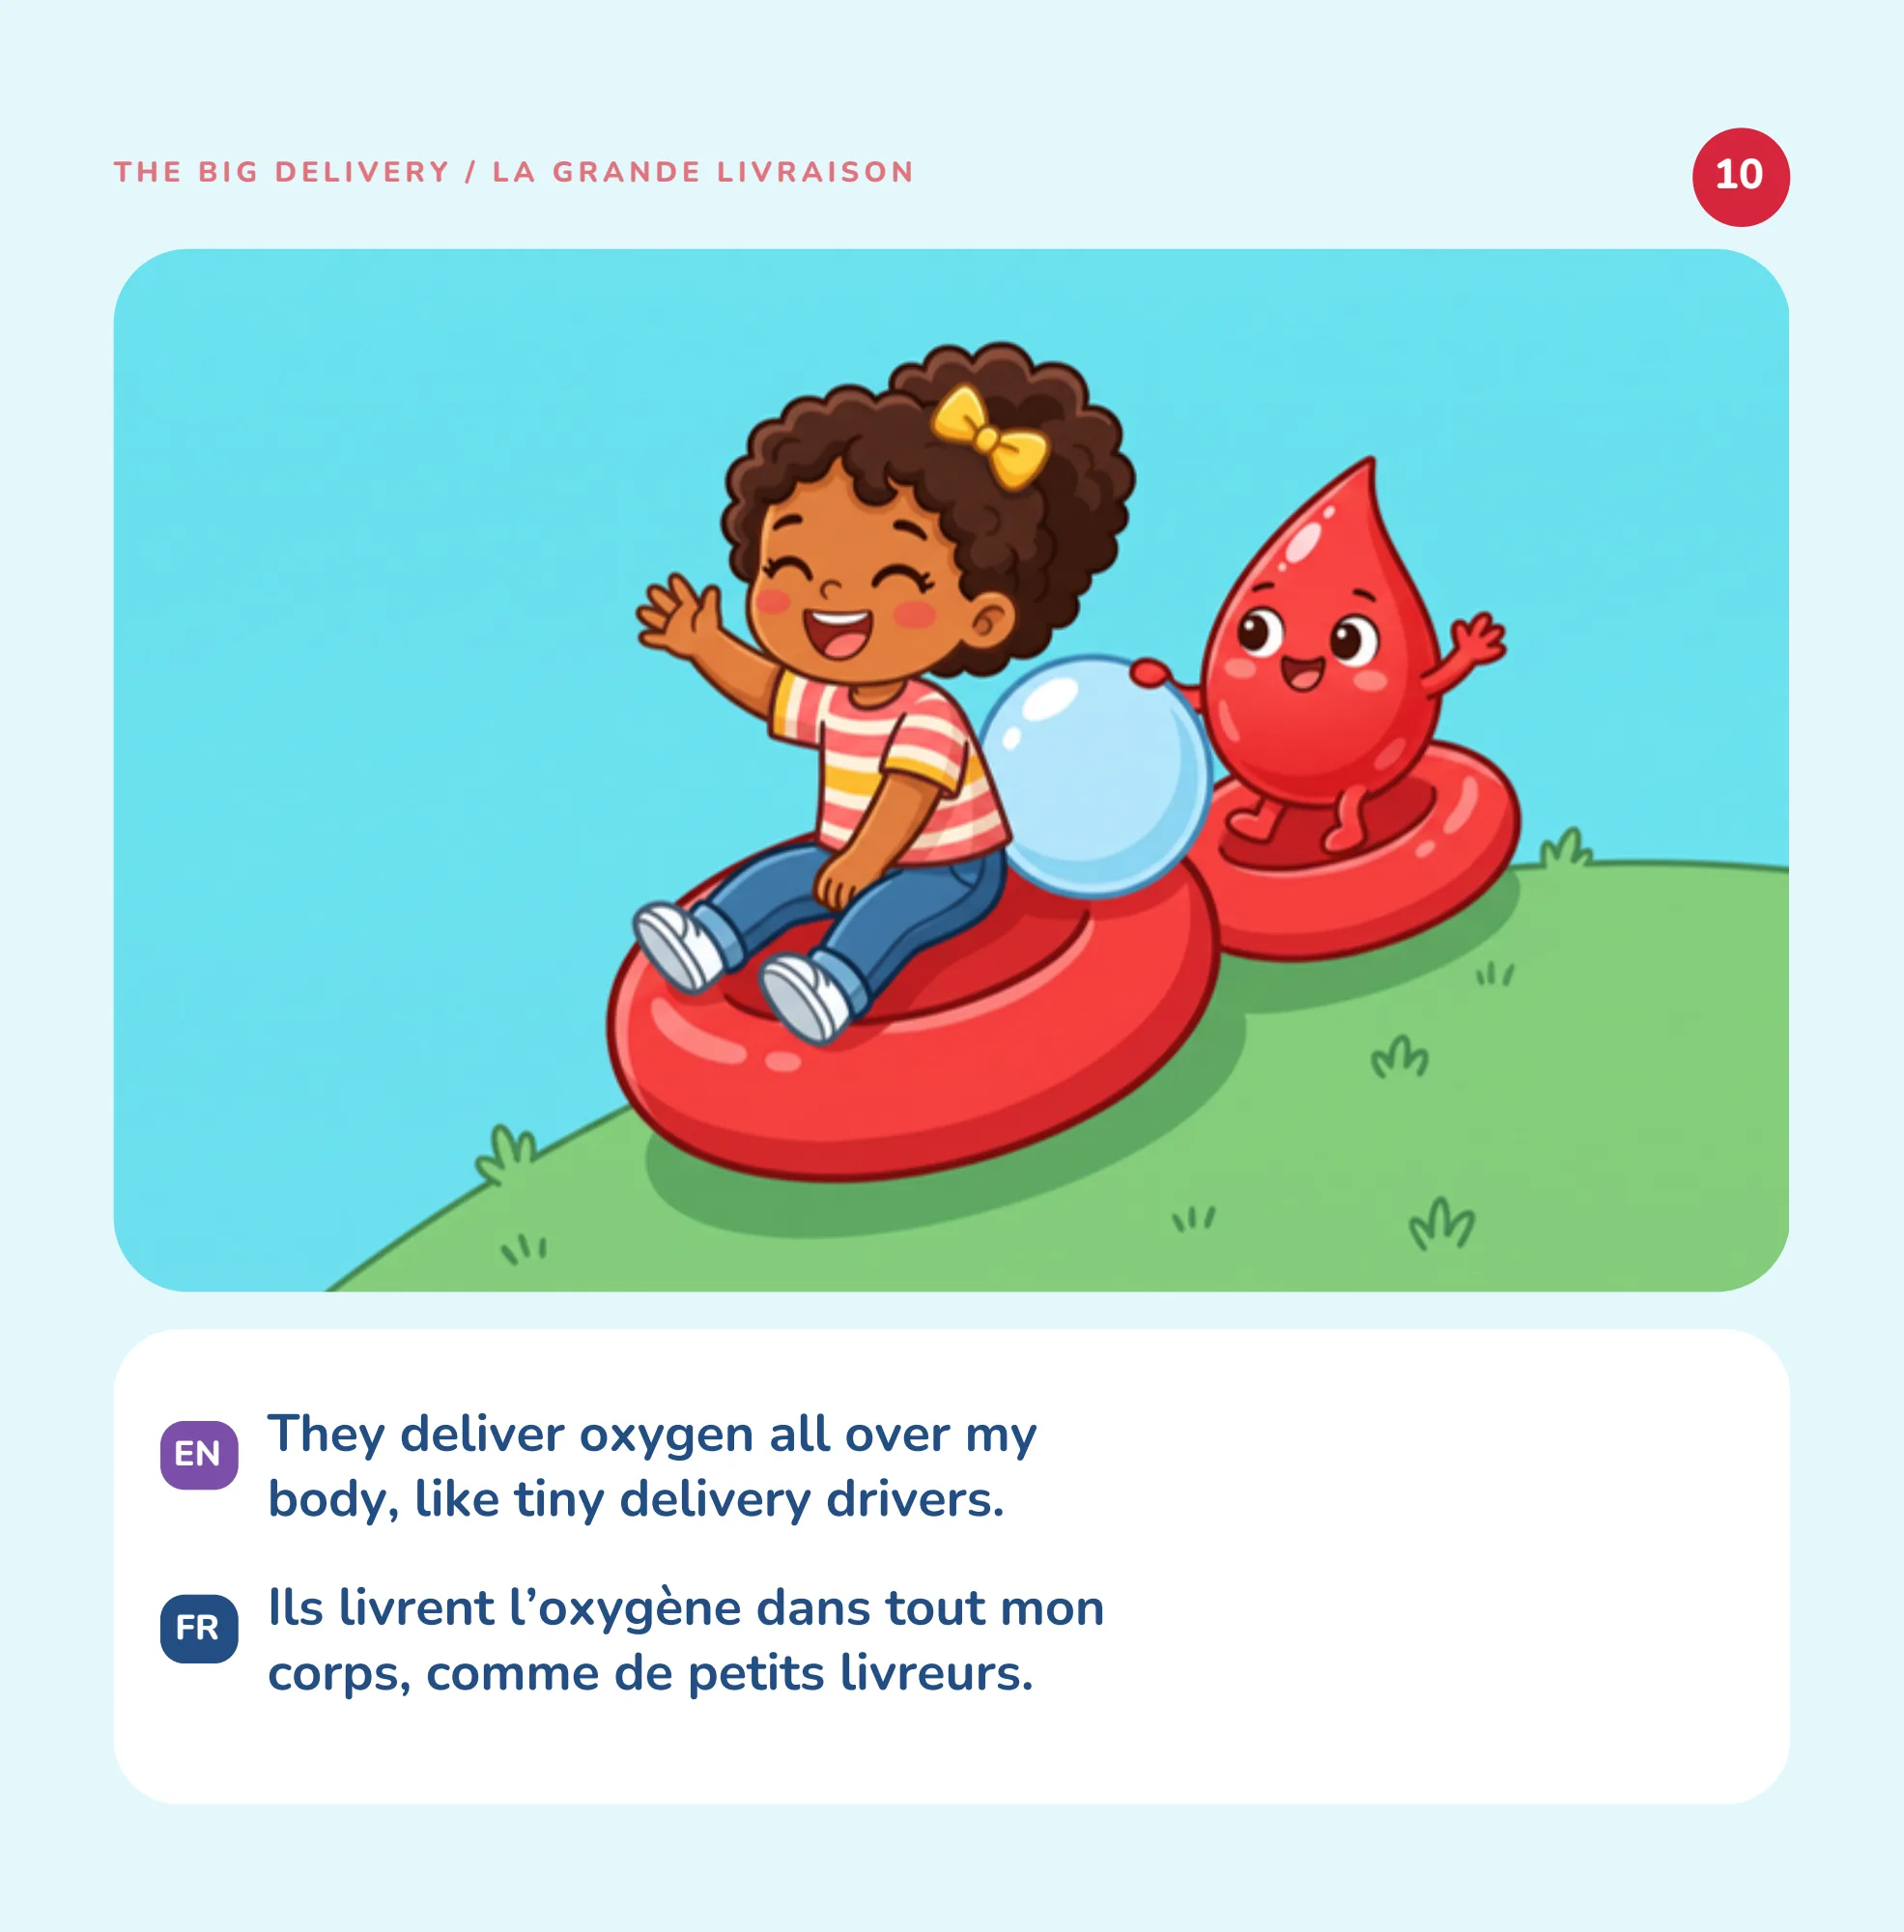 THE BIG DELIVERY / LA GRANDE LIVRAISON
10
EN
They deliver oxygen all over my
body, like tiny delivery drivers.
FR
Ils livrent l’oxygène dans tout mon
corps, comme de petits livreurs.